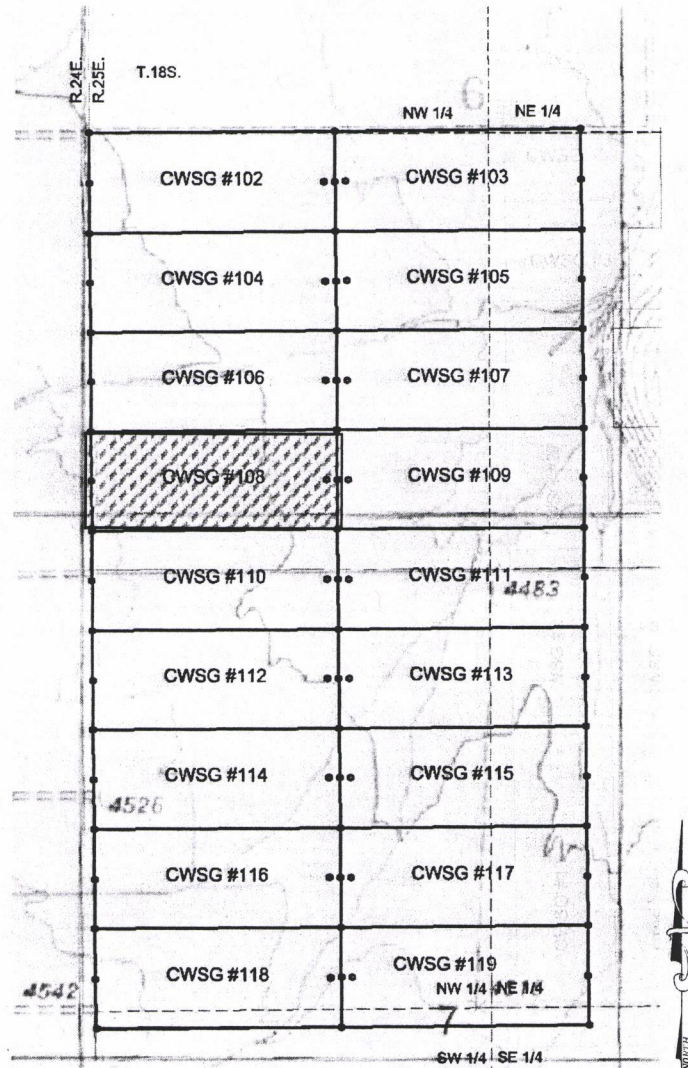 R.24E.
R.25E.
T.18S.
6
NW 1/4 NE 1/4
CWSG #102 CWSG #103
CWSG #104 CWSG #105
CWSG #106 CWSG #107
CWSG #108 CWSG #109
CWSG #110 CWSG #111
4483
CWSG #112 CWSG #113
CWSG #114 CWSG #115
4526
CWSG #116 CWSG #117
CWSG #118 CWSG #119
4542
NW 1/4 NE 1/4
7
SW 1/4 SE 1/4
NORTH